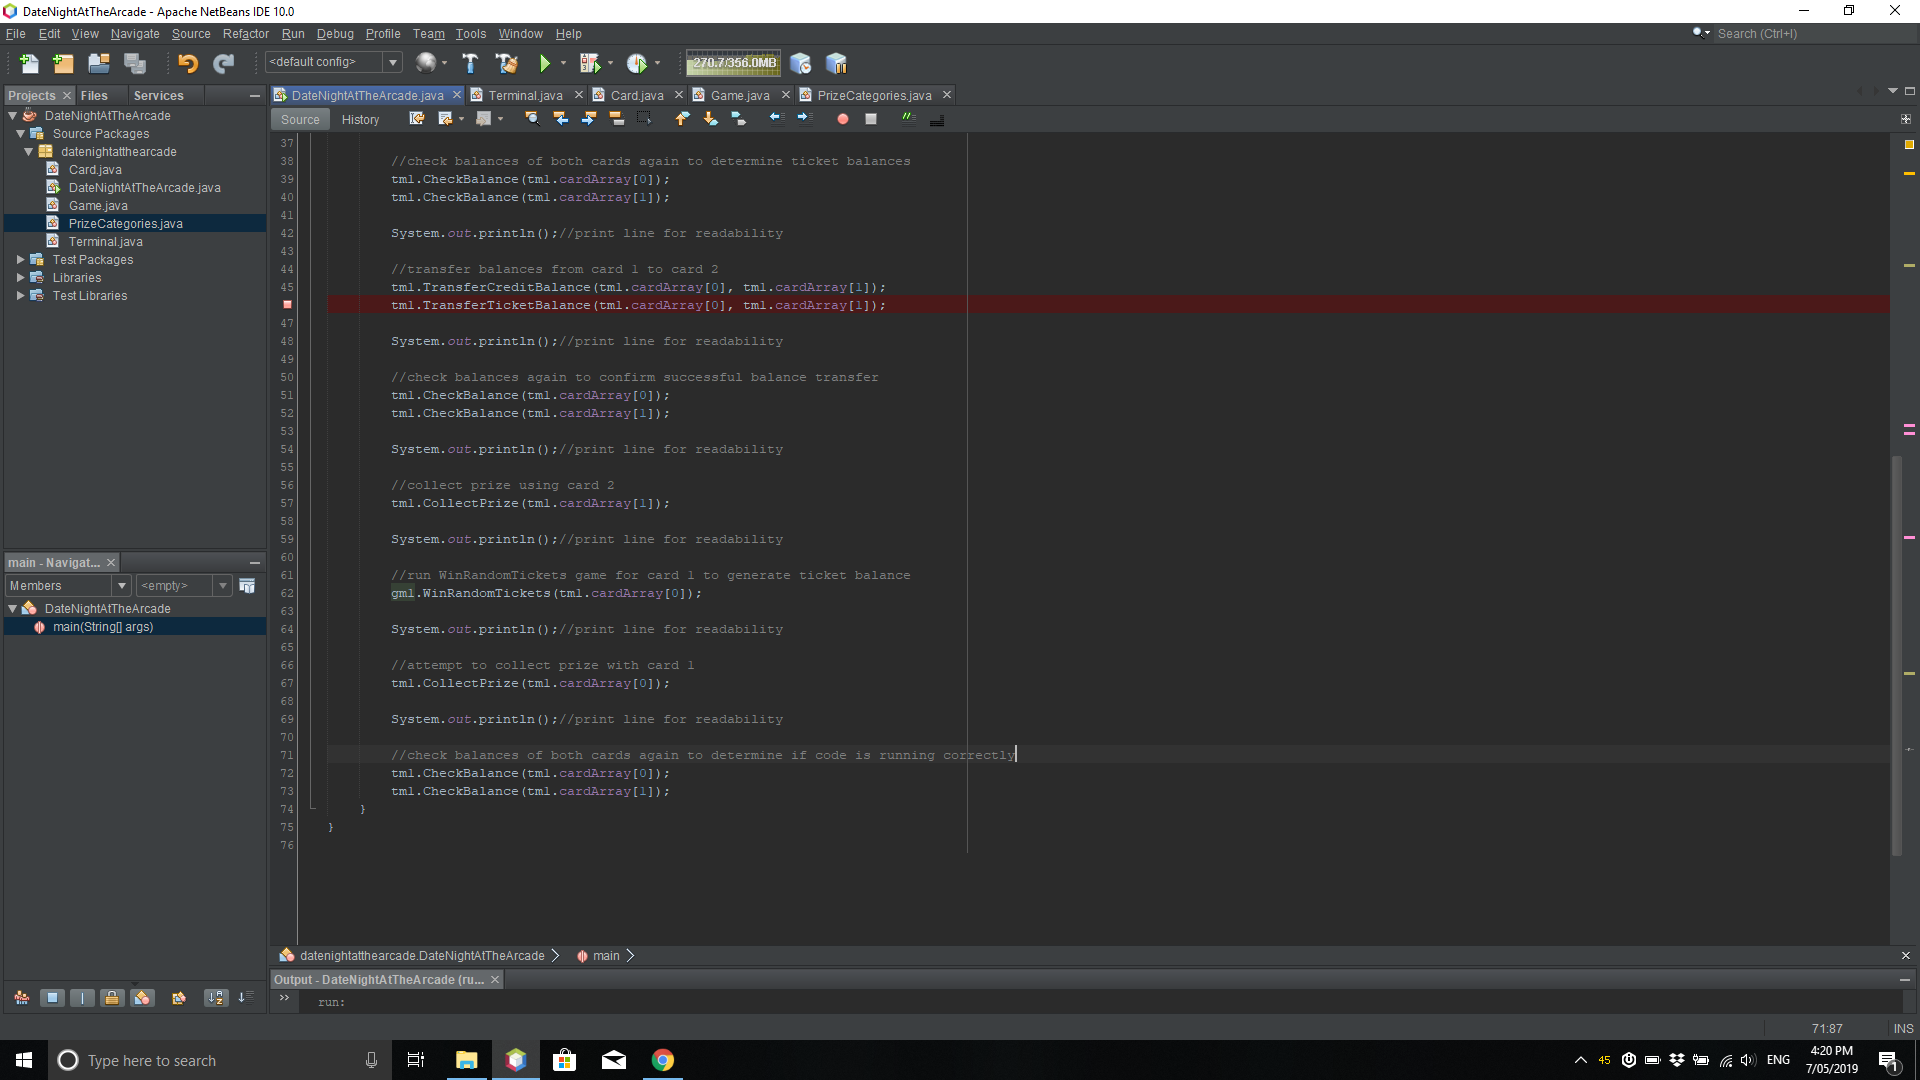 DateNightAtTheArcade - Apache NetBeans IDE 10.0
File Edit View Navigate Source Refactor Run Debug Profile Team Tools Window Help
Search (Ctrl+I)
<default config>
270.7/356.0MB
Projects Files Services
DateNightAtTheArcade.java Terminal.java Card.java Game.java PrizeCategories.java
Source History
DateNightAtTheArcade
Source Packages
datenightatthearcade
Card.java
DateNightAtTheArcade.java
Game.java
PrizeCategories.java
Terminal.java
Test Packages
Libraries
Test Libraries
main - Navigat...
Members <empty>
DateNightAtTheArcade
main(String[] args)
37
38 //check balances of both cards again to determine ticket balances
39 tml.CheckBalance(tml.cardArray[0]);
40 tml.CheckBalance(tml.cardArray[1]);
41
42 System.out.println();//print line for readability
43
44 //transfer balances from card 1 to card 2
45 tml.TransferCreditBalance(tml.cardArray[0], tml.cardArray[1]);
tml.TransferTicketBalance(tml.cardArray[0], tml.cardArray[1]);
47
48 System.out.println();//print line for readability
49
50 //check balances again to confirm successful balance transfer
51 tml.CheckBalance(tml.cardArray[0]);
52 tml.CheckBalance(tml.cardArray[1]);
53
54 System.out.println();//print line for readability
55
56 //collect prize using card 2
57 tml.CollectPrize(tml.cardArray[1]);
58
59 System.out.println();//print line for readability
60
61 //run WinRandomTickets game for card 1 to generate ticket balance
62 gml.WinRandomTickets(tml.cardArray[0]);
63
64 System.out.println();//print line for readability
65
66 //attempt to collect prize with card 1
67 tml.CollectPrize(tml.cardArray[0]);
68
69 System.out.println();//print line for readability
70
71 //check balances of both cards again to determine if code is running correctly
72 tml.CheckBalance(tml.cardArray[0]);
73 tml.CheckBalance(tml.cardArray[1]);
74 }
75 }
76
datenightatthearcade.DateNightAtTheArcade main
Output - DateNightAtTheArcade (ru...
run:
71:87 INS
Type here to search
45
ENG
4:20 PM
7/05/2019
1